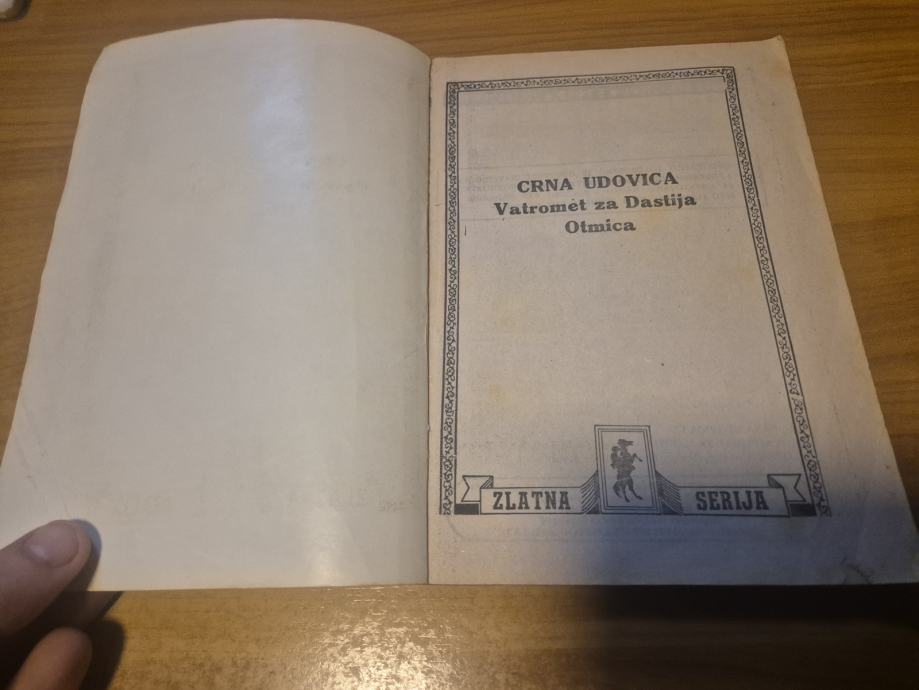 CRNA UDOVICA
Vatromet za Dastija
Otmica
ZLATNA SERIJA